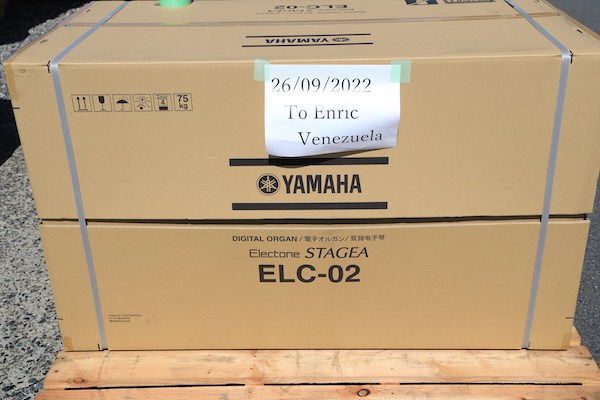 ELC-02
YAMAHA
26/09/2022
To Enric
Venezuela
4
75
kg
YAMAHA
DIGITAL ORGAN / 電子オルガン / 双排电子琴
Electone STAGEA
ELC-02